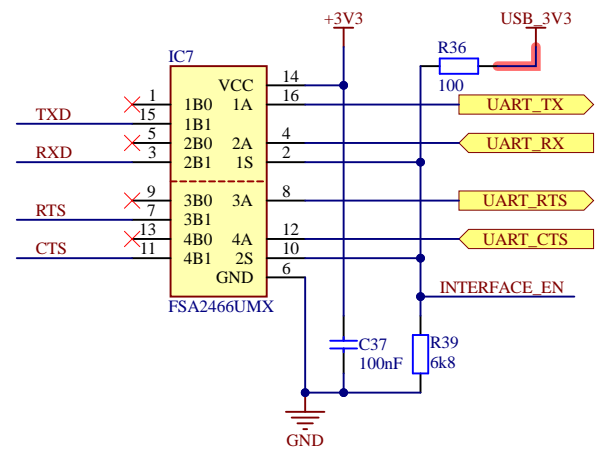 +3V3
USB_3V3
IC7
R36
100
VCC 14
1 1B0 1A 16
UART_TX
TXD 15 1B1
5 2B0 2A 4
UART_RX
RXD 3 2B1 1S 2
9 3B0 3A 8
UART_RTS
RTS 7 3B1
13 4B0 4A 12
UART_CTS
CTS 11 4B1 2S 10
GND 6
INTERFACE_EN
FSA2466UMX
C37
100nF
R39
6k8
GND